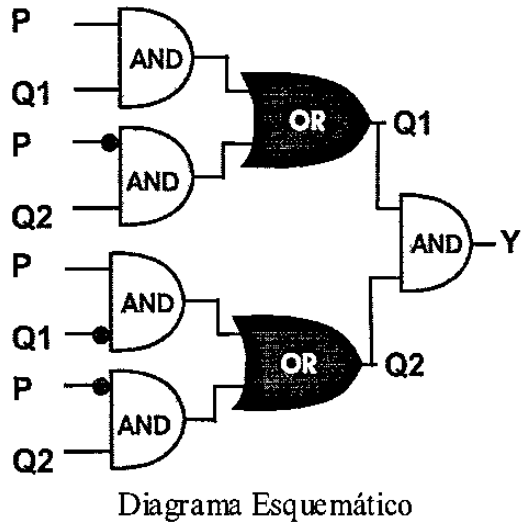 P
AND
Q1
OR
Q1
P
AND
Q2
AND
Y
P
AND
Q1
OR
Q2
P
AND
Q2
Diagrama Esquemático